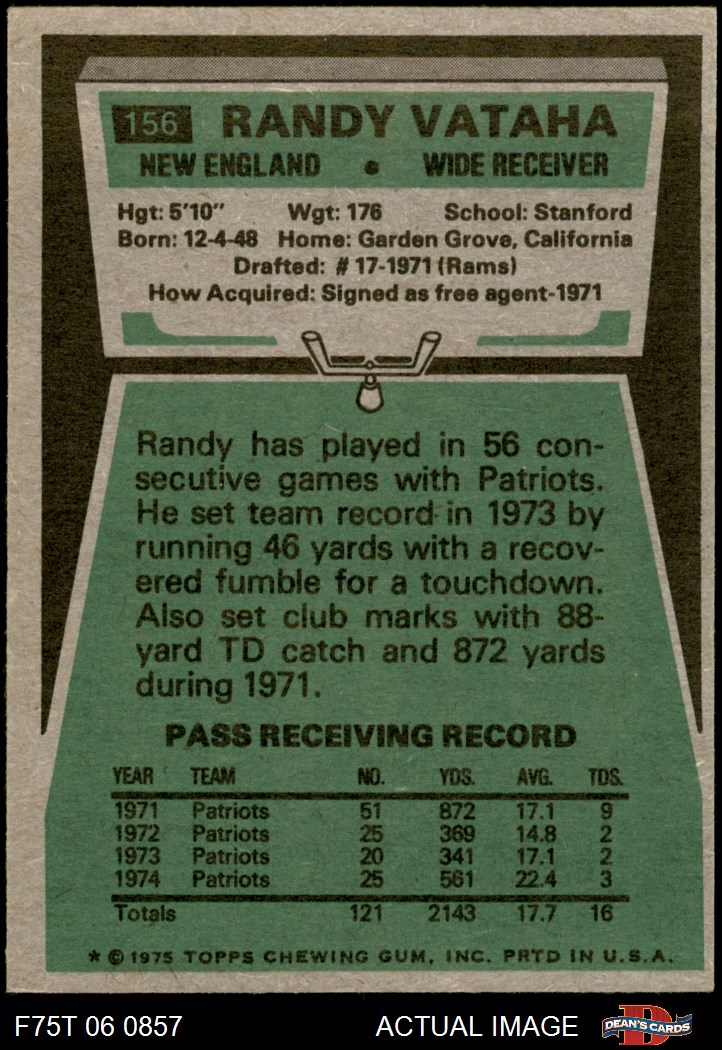 156 RANDY VATAHA
NEW ENGLAND • WIDE RECEIVER
Hgt: 5'10" Wgt: 176 School: Stanford
Born: 12-4-48 Home: Garden Grove, California
Drafted: #17-1971 (Rams)
How Acquired: Signed as free agent-1971
Randy has played in 56 con-
secutive games with Patriots.
He set team record in 1973 by
running 46 yards with a recov-
ered fumble for a touchdown.
Also set club marks with 88-
yard TD catch and 872 yards
during 1971.
PASS RECEIVING RECORD
YEAR TEAM NO. YDS. AVG. TDS.
1971 Patriots 51 872 17.1 9
1972 Patriots 25 369 14.8 2
1973 Patriots 20 341 17.1 2
1974 Patriots 25 561 22.4 3
Totals 121 2143 17.7 16
* © 1975 TOPPS CHEWING GUM, INC. PRTD IN U.S.A.
F75T 06 0857 ACTUAL IMAGE D DEAN'S CARDS